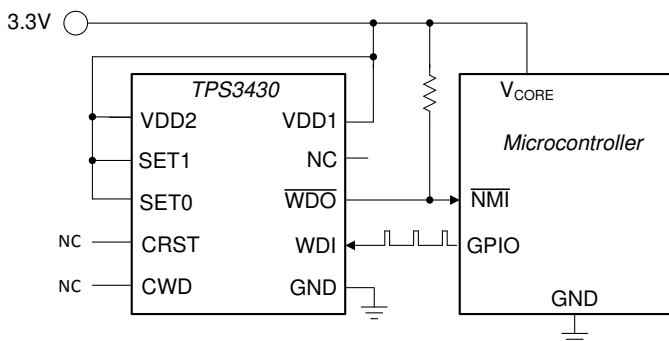 3.3V
TPS3430
VDD2
VDD1
VCORE
SET1
NC
Microcontroller
SET0
WDO
NMI
NC
CRST
WDI
GPIO
NC
CWD
GND
GND